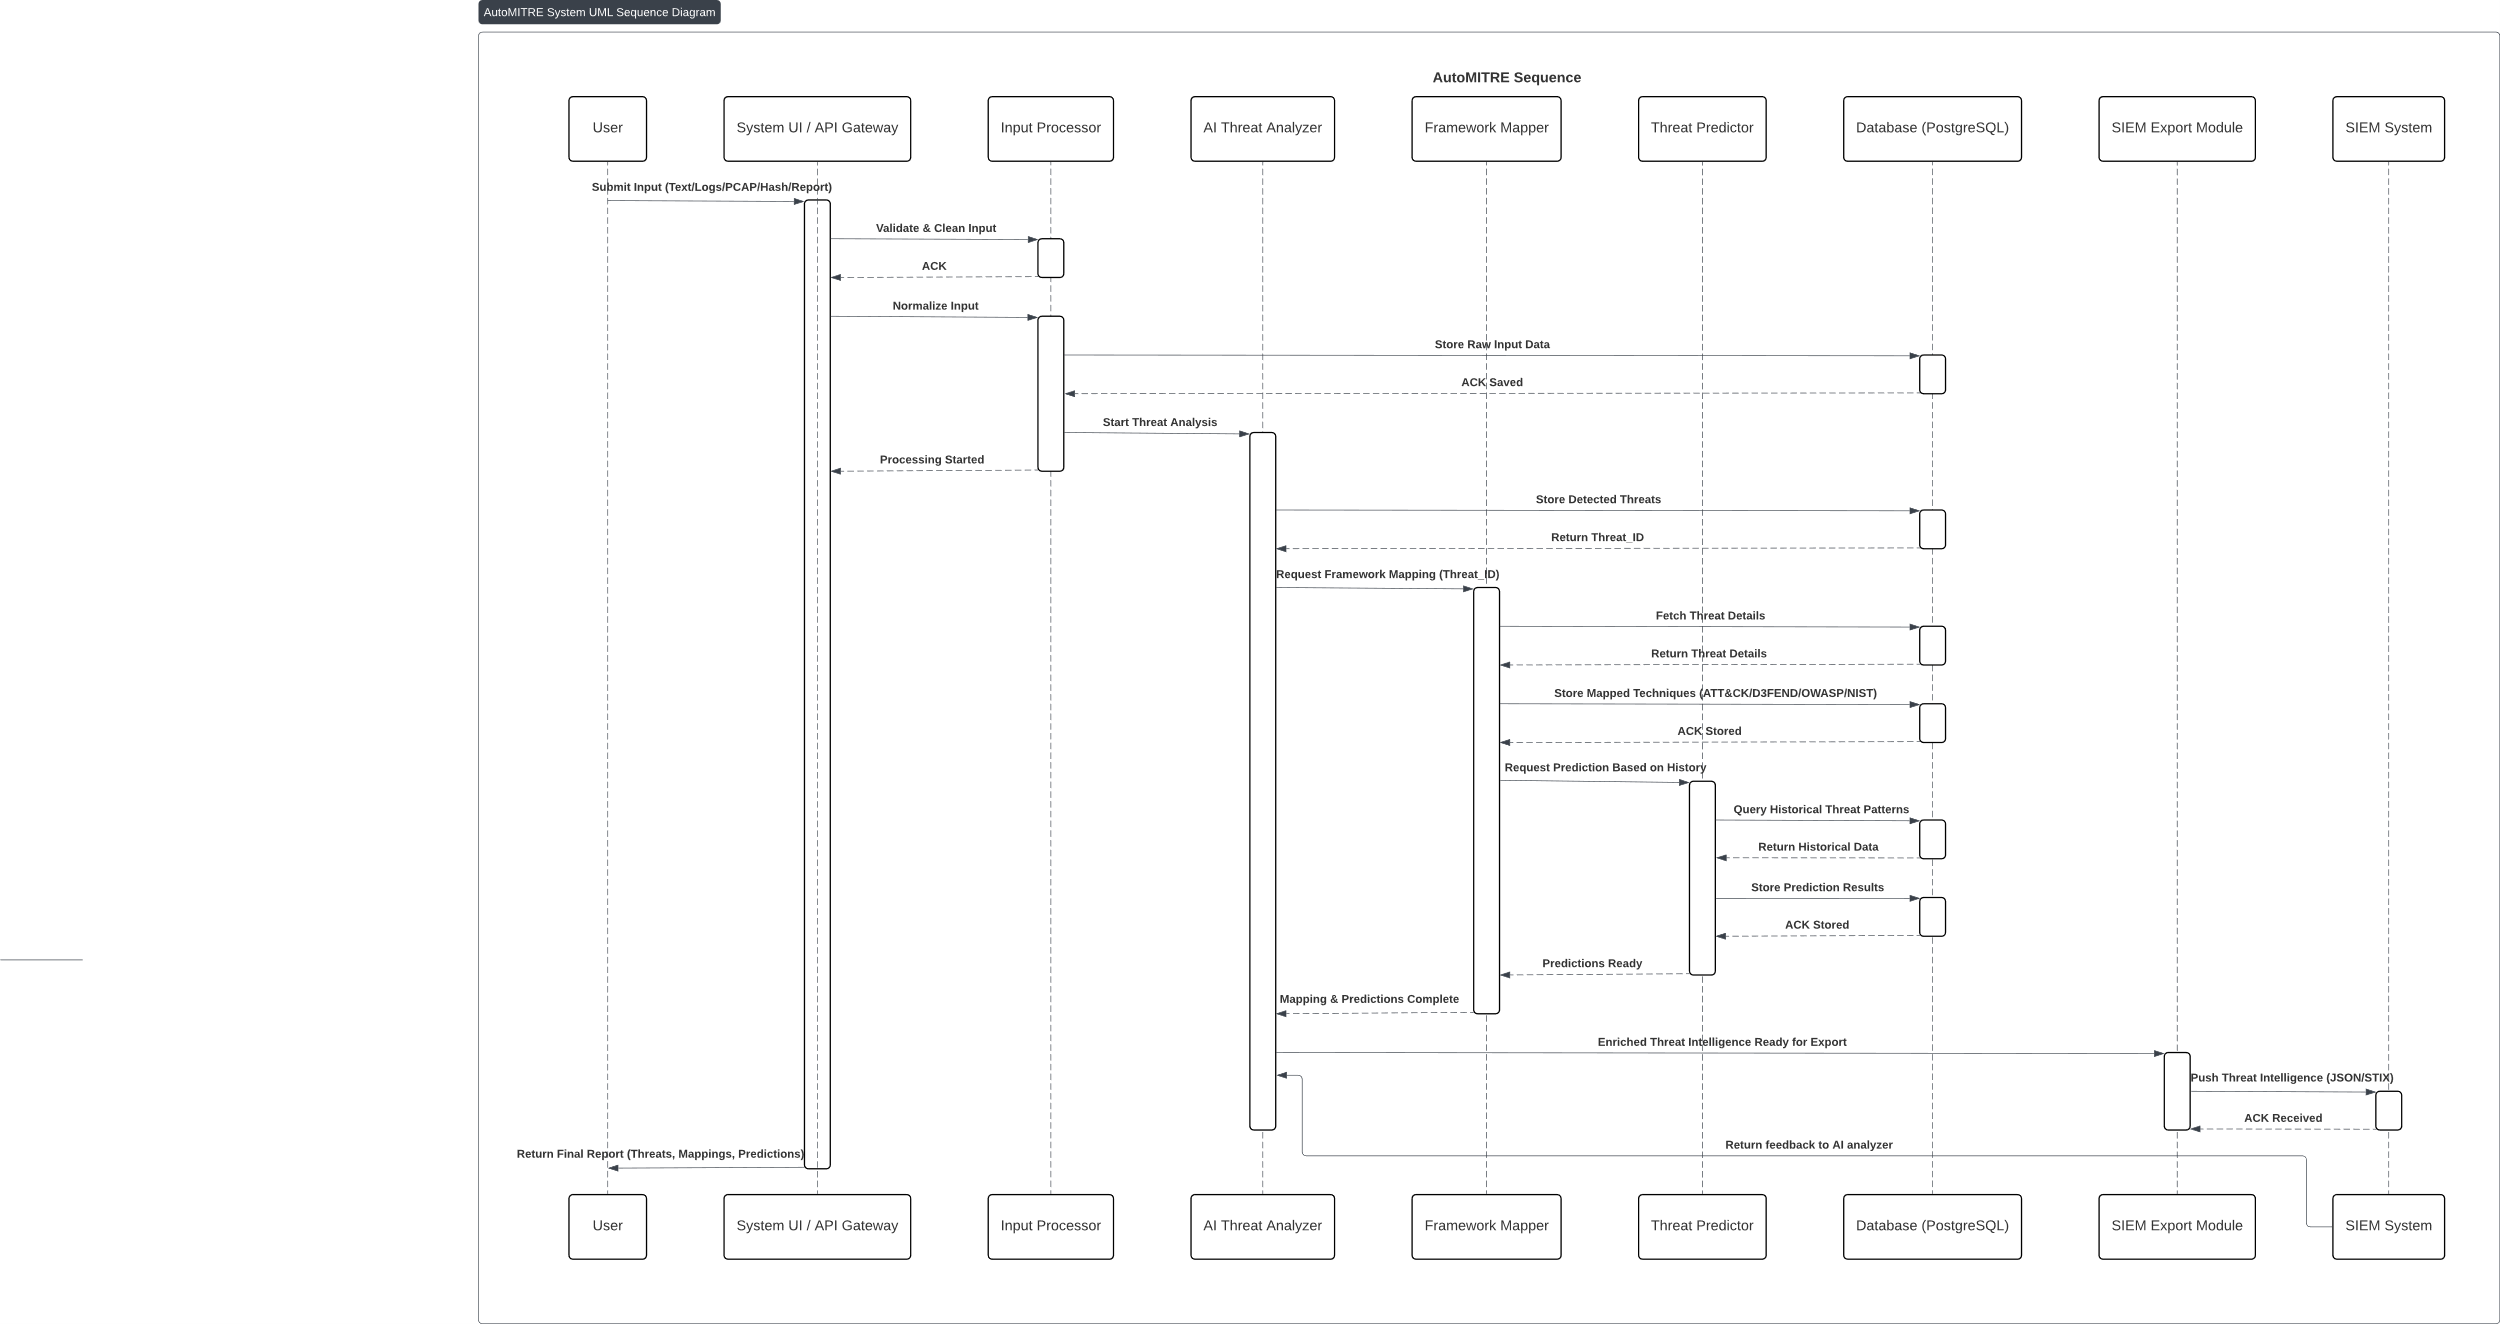 AutoMITRE System UML Sequence Diagram
AutoMITRE Sequence
User
System UI / API Gateway
Input Processor
AI Threat Analyzer
Framework Mapper
Threat Predictor
Database (PostgreSQL)
SIEM Export Module
SIEM System
Submit Input (Text/Logs/PCAP/Hash/Report)
Validate & Clean Input
ACK
Normalize Input
Store Raw Input Data
ACK Saved
Start Threat Analysis
Processing Started
Store Detected Threats
Return Threat_ID
Request Framework Mapping (Threat_ID)
Fetch Threat Details
Return Threat Details
Store Mapped Techniques (ATT&CK/D3FEND/OWASP/NIST)
ACK Stored
Request Prediction Based on History
Query Historical Threat Patterns
Return Historical Data
Store Prediction Results
ACK Stored
Predictions Ready
Mapping & Predictions Complete
Enriched Threat Intelligence Ready for Export
Push Threat Intelligence (JSON/STIX)
ACK Received
Return feedback to AI analyzer
Return Final Report (Threats, Mappings, Predictions)
User
System UI / API Gateway
Input Processor
AI Threat Analyzer
Framework Mapper
Threat Predictor
Database (PostgreSQL)
SIEM Export Module
SIEM System